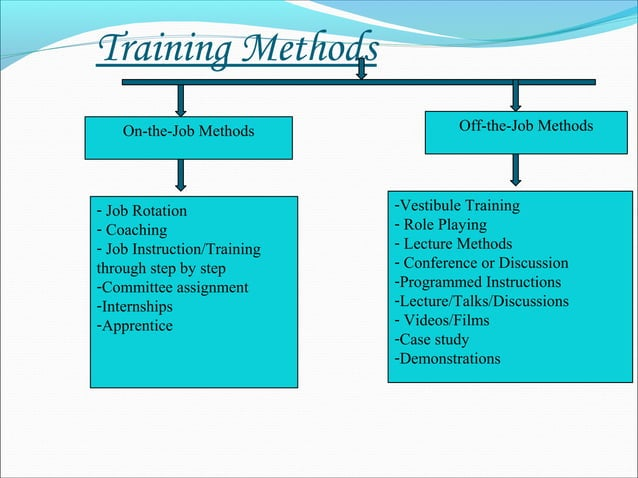 Training Methods
On-the-Job Methods
Off-the-Job Methods
- Job Rotation
- Coaching
- Job Instruction/Training
through step by step
-Committee assignment
-Internships
-Apprentice
-Vestibule Training
- Role Playing
- Lecture Methods
- Conference or Discussion
-Programmed Instructions
-Lecture/Talks/Discussions
- Videos/Films
-Case study
-Demonstrations